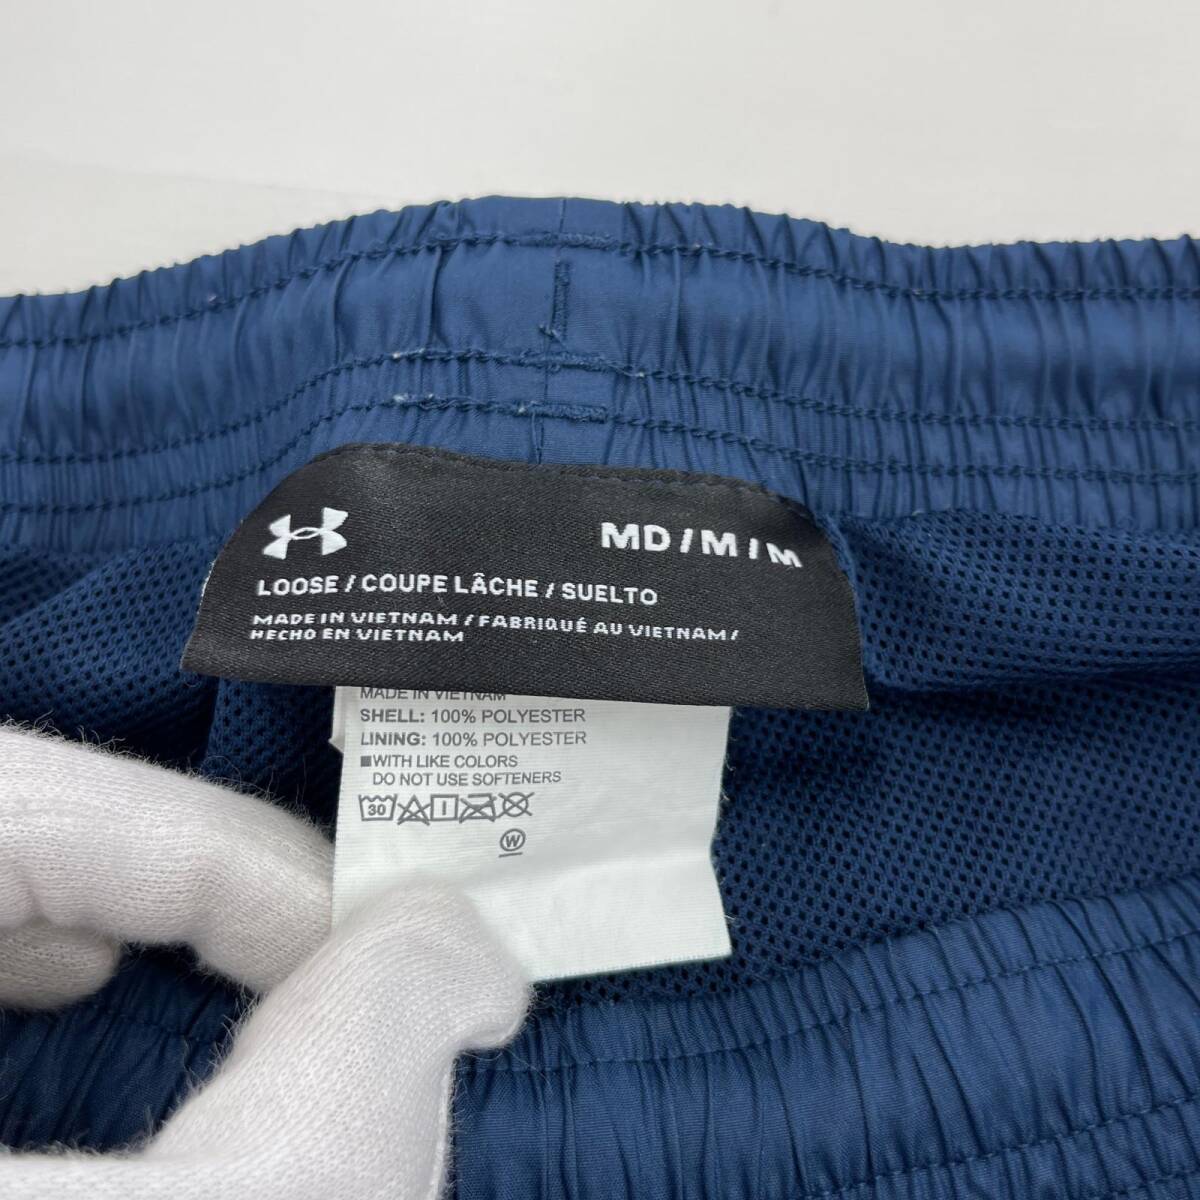 MD / M / M
LOOSE / COUPE LÂCHE / SUELTO
MADE IN VIETNAM / FABRIQUÉ AU VIETNAM /
HECHO EN VIETNAM
MADE IN VIETNAM
SHELL: 100% POLYESTER
LINING: 100% POLYESTER
■WITH LIKE COLORS
DO NOT USE SOFTENERS
30
W